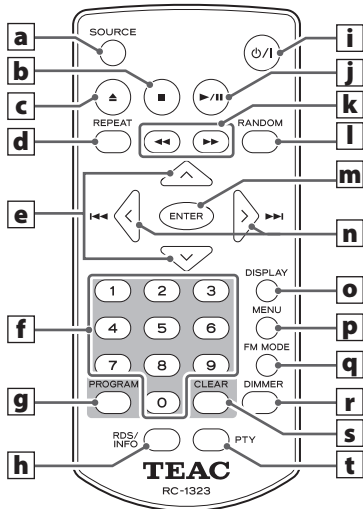 SOURCE
a
⏻/I
i
b
■
▶/II
j
c
▲
k
REPEAT
◀◀
▶▶
RANDOM
d
l
m
e
ENTER
n
DISPLAY
o
1 2 3
MENU
p
f
4 5 6
FM MODE
q
7 8 9
PROGRAM
CLEAR
DIMMER
g
0
r
s
RDS/
INFO
PTY
h
t
TEAC
RC-1323